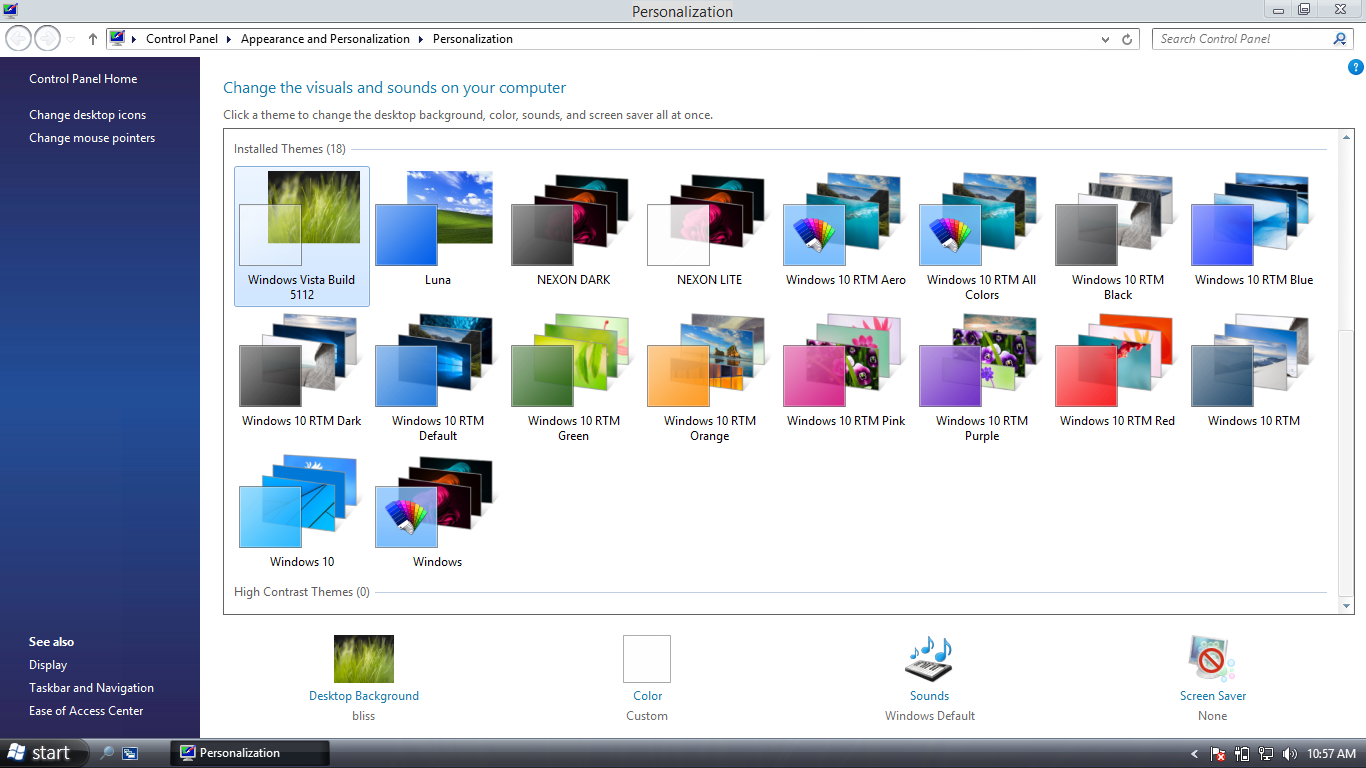 Personalization
Control Panel
Appearance and Personalization
Personalization
Search Control Panel
?
Control Panel Home
Change desktop icons
Change mouse pointers
Change the visuals and sounds on your computer
Click a theme to change the desktop background, color, sounds, and screen saver all at once.
Installed Themes (18)
Windows Vista Build
5112
Luna
NEXON DARK
NEXON LITE
Windows 10 RTM Aero
Windows 10 RTM All
Colors
Windows 10 RTM
Black
Windows 10 RTM Blue
Windows 10 RTM Dark
Windows 10 RTM
Default
Windows 10 RTM
Green
Windows 10 RTM
Orange
Windows 10 RTM Pink
Windows 10 RTM
Purple
Windows 10 RTM Red
Windows 10 RTM
Windows 10
Windows
High Contrast Themes (0)
See also
Display
Taskbar and Navigation
Ease of Access Center
Desktop Background
bliss
Color
Custom
Sounds
Windows Default
Screen Saver
None
start
Personalization
10:57 AM